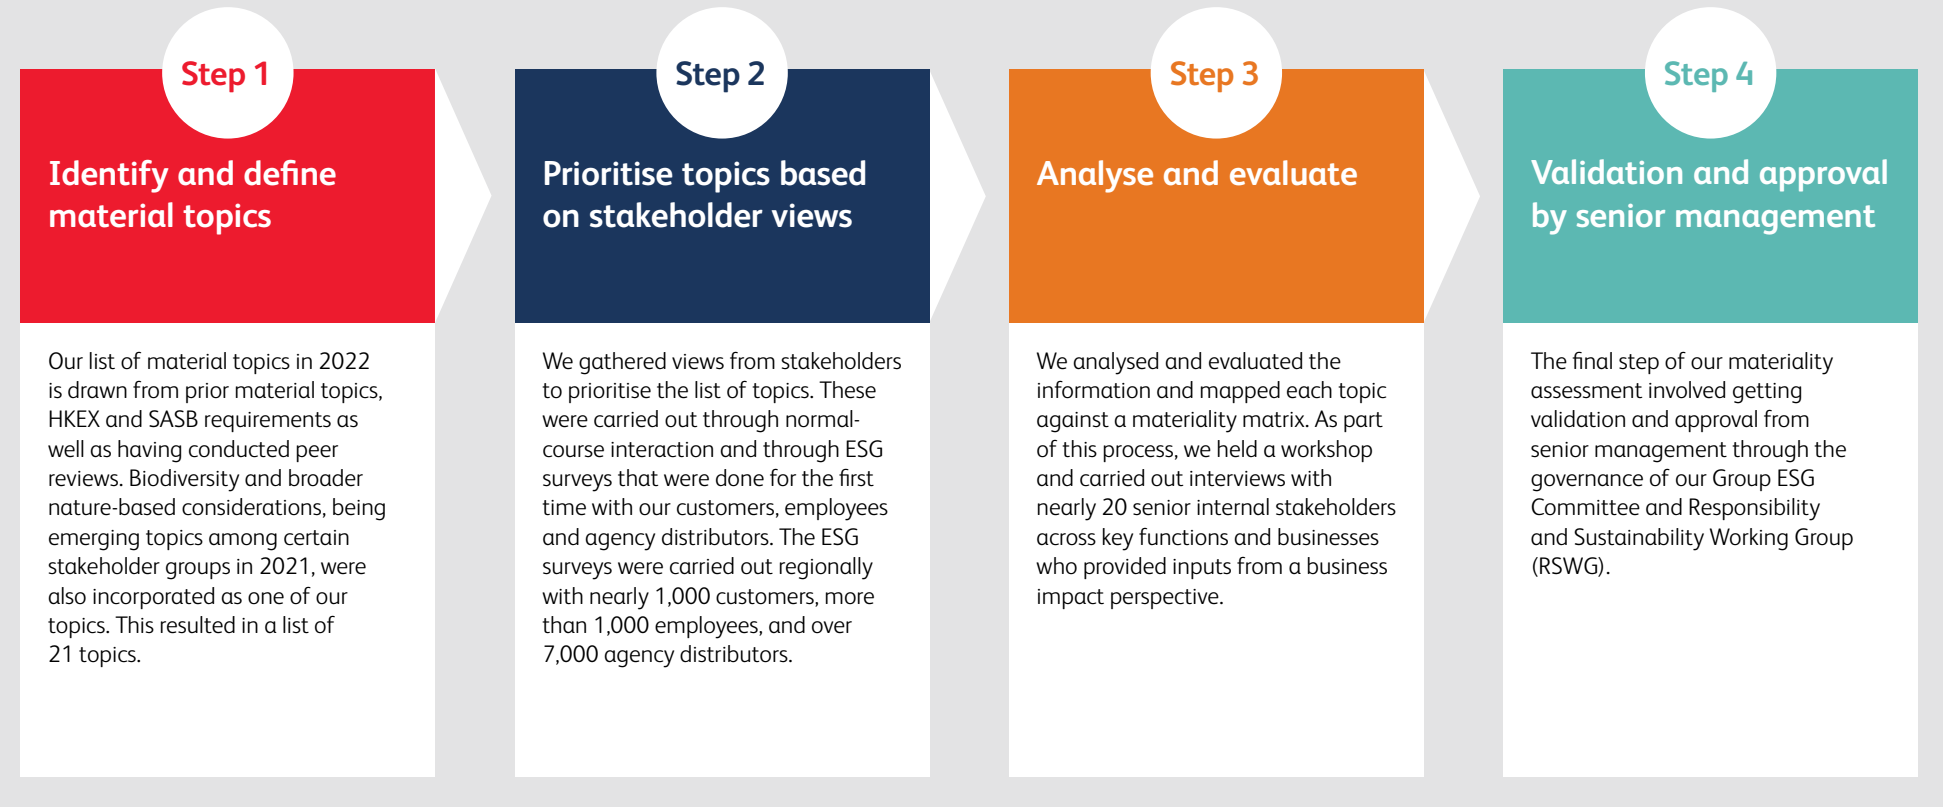 Step 1
Identify and define
material topics
Our list of material topics in 2022
is drawn from prior material topics,
HKEX and SASB requirements as
well as having conducted peer
reviews. Biodiversity and broader
nature-based considerations, being
emerging topics among certain
stakeholder groups in 2021, were
also incorporated as one of our
topics. This resulted in a list of
21 topics.
Step 2
Prioritise topics based
on stakeholder views
We gathered views from stakeholders
to prioritise the list of topics. These
were carried out through normal-
course interaction and through ESG
surveys that were done for the first
time with our customers, employees
and agency distributors. The ESG
surveys were carried out regionally
with nearly 1,000 customers, more
than 1,000 employees, and over
7,000 agency distributors.
Step 3
Analyse and evaluate
We analysed and evaluated the
information and mapped each topic
against a materiality matrix. As part
of this process, we held a workshop
and carried out interviews with
nearly 20 senior internal stakeholders
across key functions and businesses
who provided inputs from a business
impact perspective.
Step 4
Validation and approval
by senior management
The final step of our materiality
assessment involved getting
validation and approval from
senior management through the
governance of our Group ESG
Committee and Responsibility
and Sustainability Working Group
(RSWG).